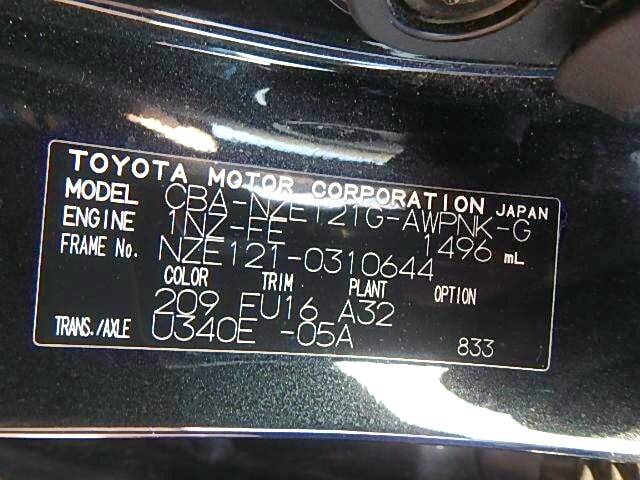 TOYOTA MOTOR CORPORATION JAPAN
MODEL CBA-NZE121G-AWPNK-G
ENGINE 1NZ-FE 1496 mL
FRAME No. NZE121-0310644
COLOR TRIM PLANT OPTION
209 FU16 A32
TRANS./AXLE U340E -05A 833